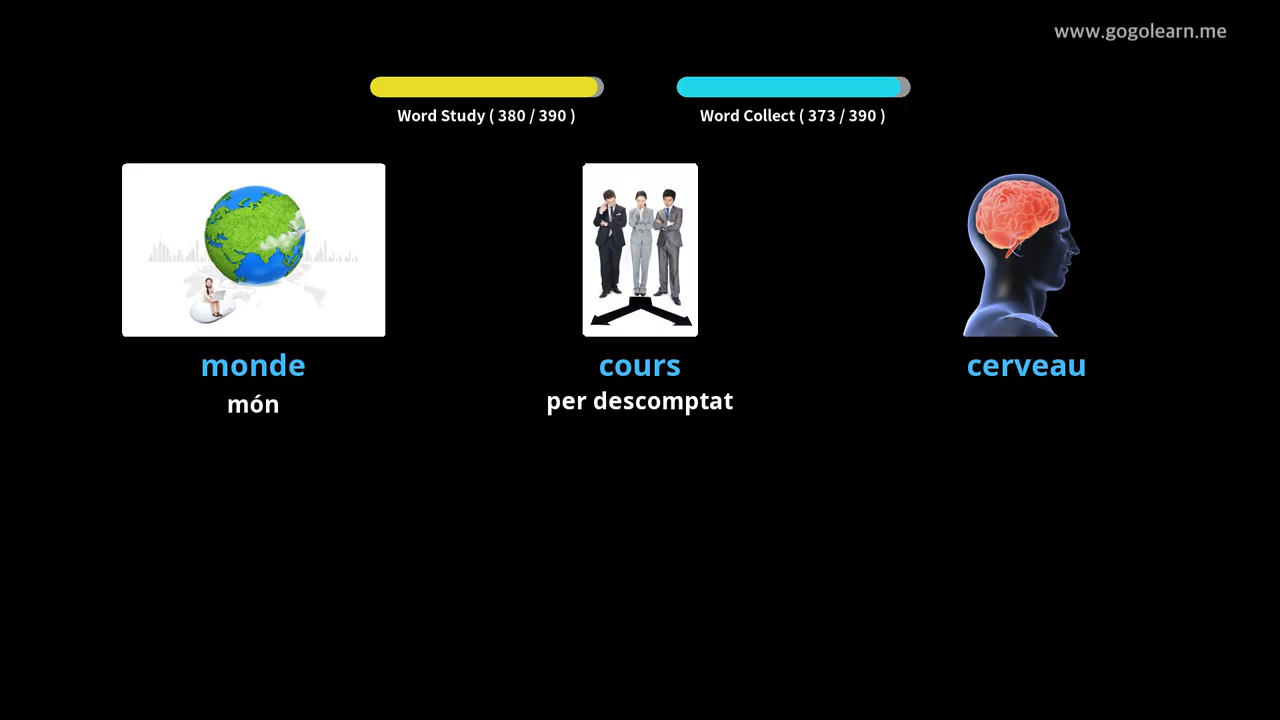 www.gogolearn.me
Word Study ( 380 / 390 )
Word Collect ( 373 / 390 )
monde
cours
cerveau
món
per descomptat